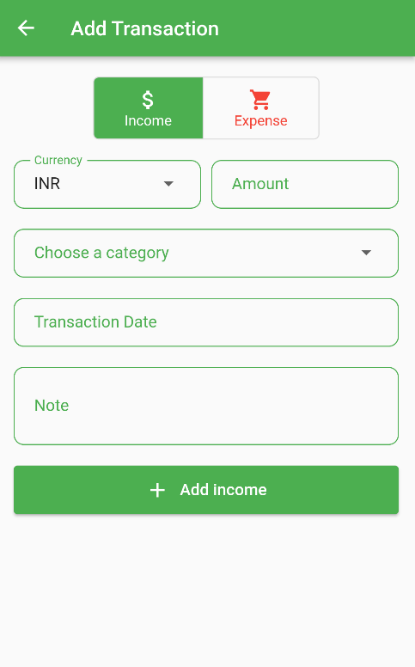 Add Transaction
Income Expense
Currency
INR Amount
Choose a category
Transaction Date
Note
Add income